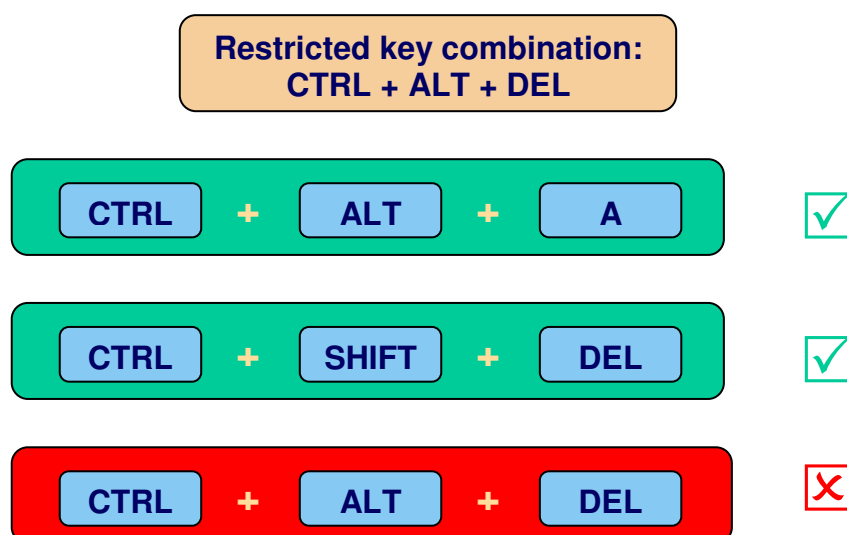 Restricted key combination:
CTRL + ALT + DEL
CTRL + ALT + A
CTRL + SHIFT + DEL
CTRL + ALT + DEL